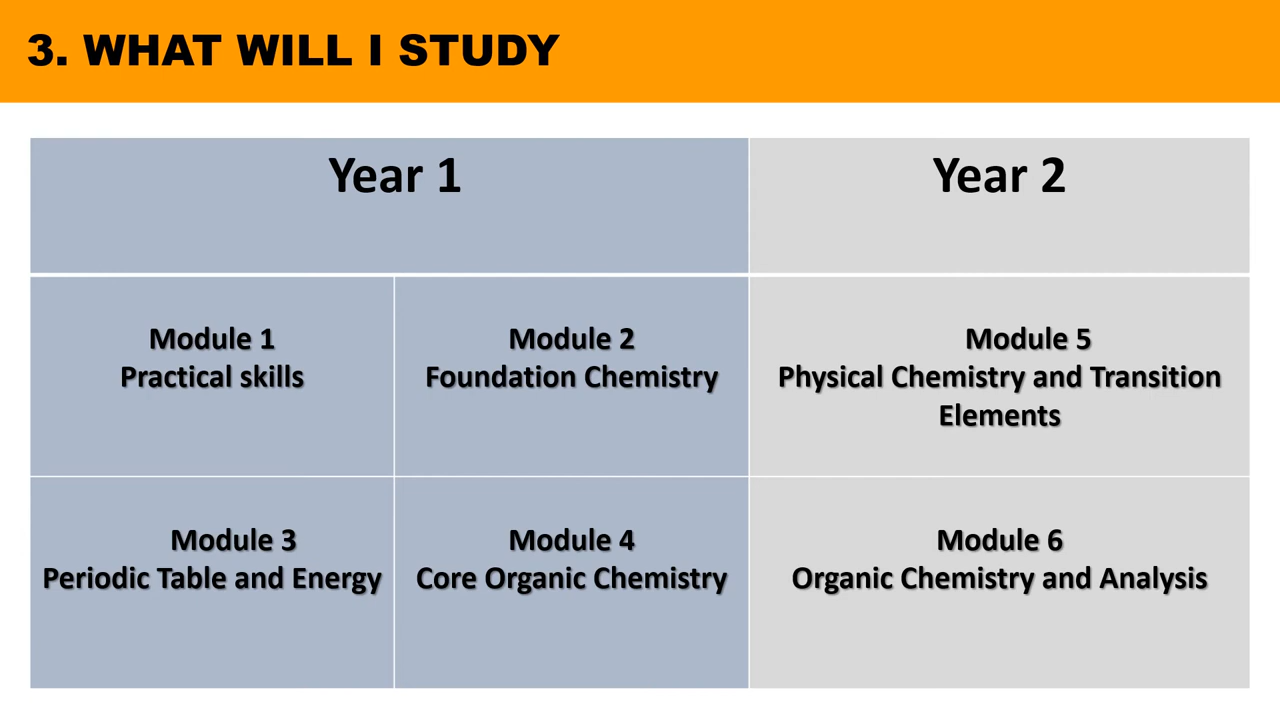 3. WHAT WILL I STUDY
Year 1
Year 2
Module 1
Practical skills
Module 2
Foundation Chemistry
Module 5
Physical Chemistry and Transition
Elements
Module 3
Periodic Table and Energy
Module 4
Core Organic Chemistry
Module 6
Organic Chemistry and Analysis